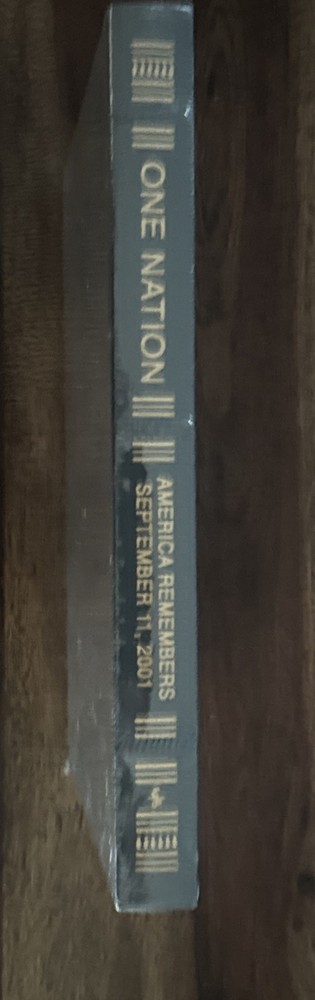 ONE NATION
AMERICA REMEMBERS
SEPTEMBER 11, 2001